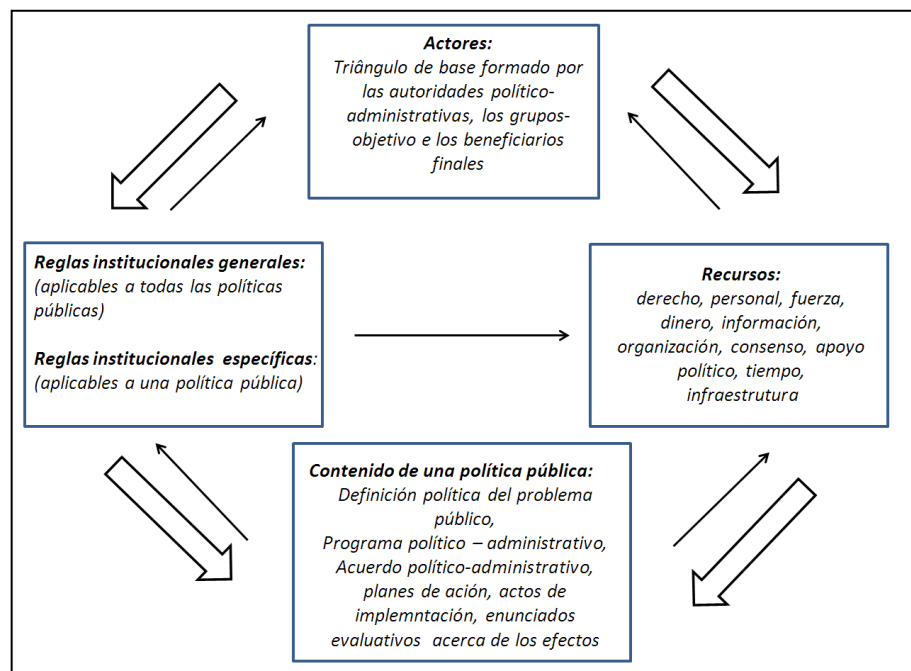 Actores:
Triángulo de base formado por
las autoridades político-
administrativas, los grupos-
objetivo e los beneficiarios
finales
Reglas institucionales generales:
(aplicables a todas las políticas
públicas)
Reglas institucionales específicas:
(aplicables a una política pública)
Recursos:
derecho, personal, fuerza,
dinero, información,
organización, consenso, apoyo
político, tiempo,
infraestrutura
Contenido de una política pública:
Definición política del problema
público,
Programa político – administrativo,
Acuerdo político-administrativo,
planes de acción, actos de
implemntación, enunciados
evaluativos acerca de los efectos